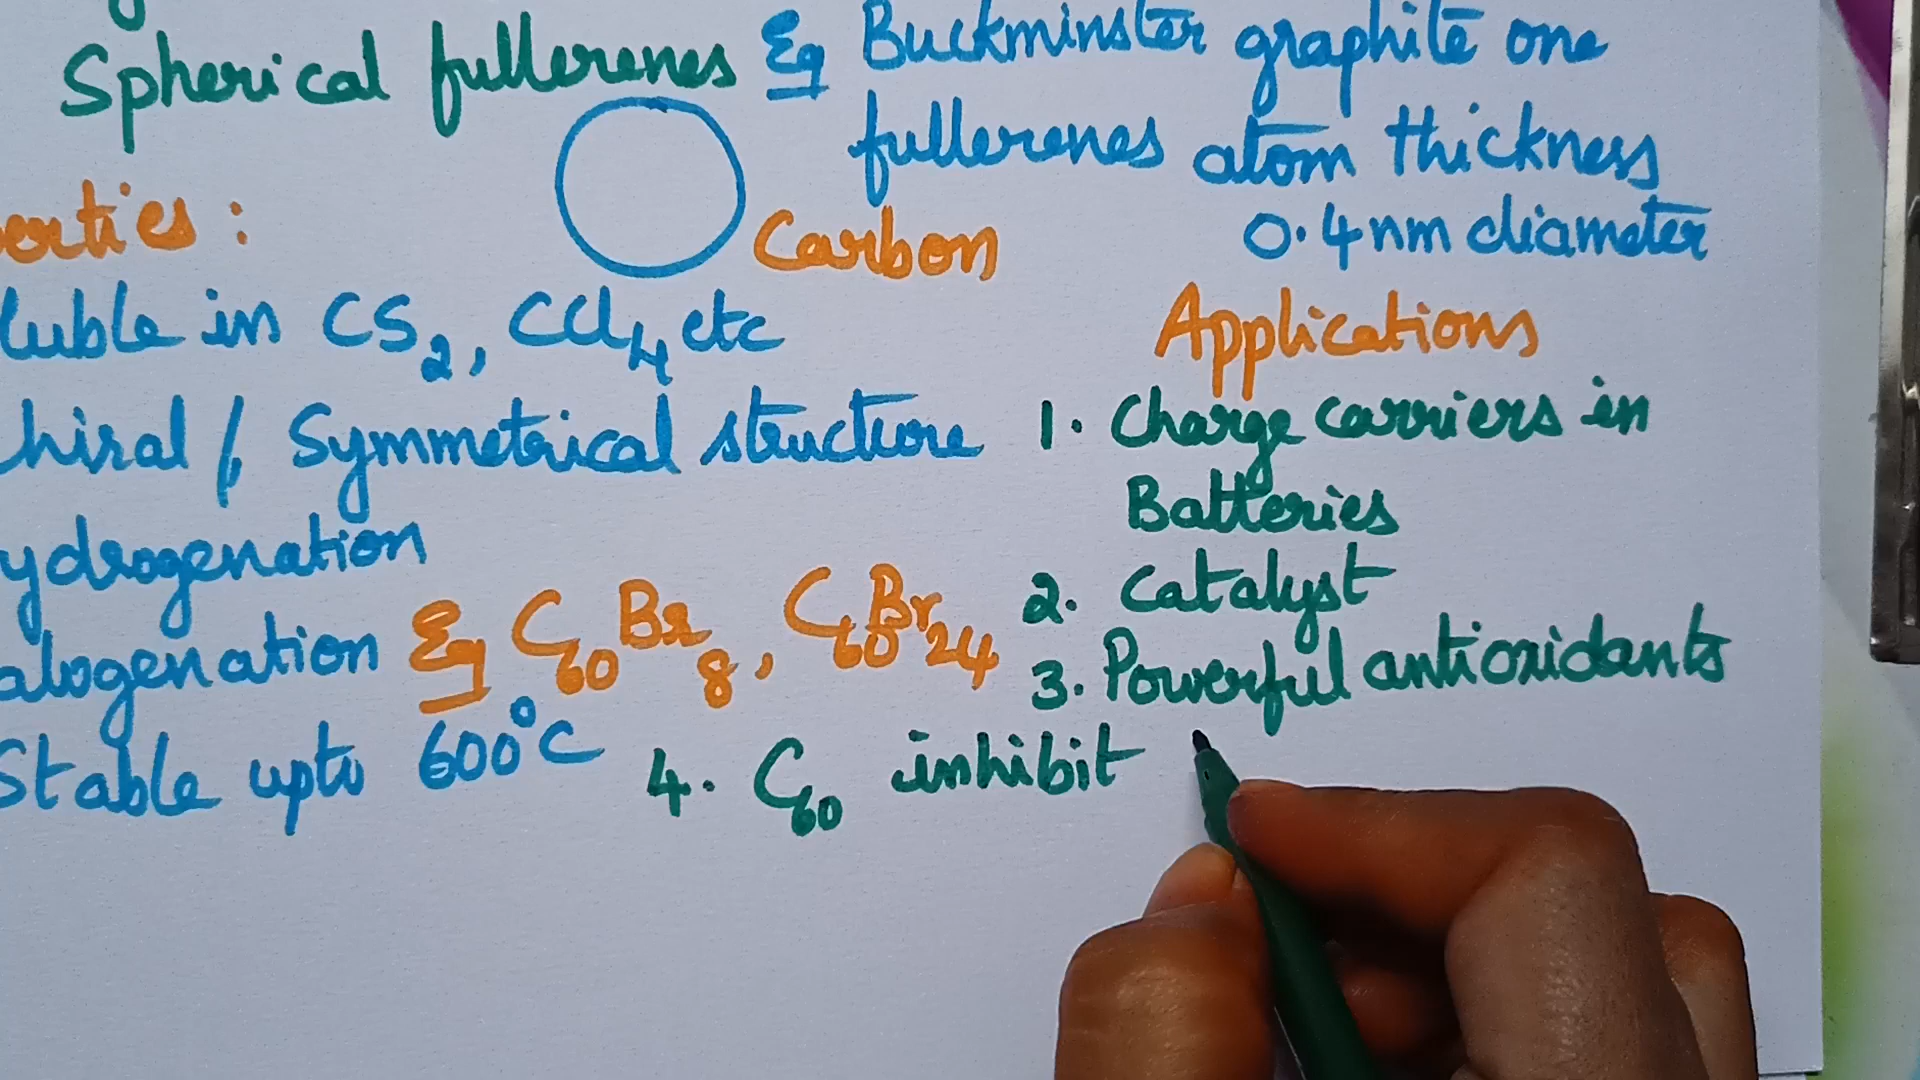 Spherical fullerenes Eg Buckminster
fullerenes
graphite one
atom thickness
0.4nm diameter
Carbon
erties:
luble in CS2, CCl4 etc
hiral /, Symmetrical structure
ydrogenation
alogenation Eg C60Br8, C60Br24
Stable upto 600°C
Applications
1. Charge carriers in
Batteries
2. Catalyst
3. Powerful antioxidants
4. C60 inhibit